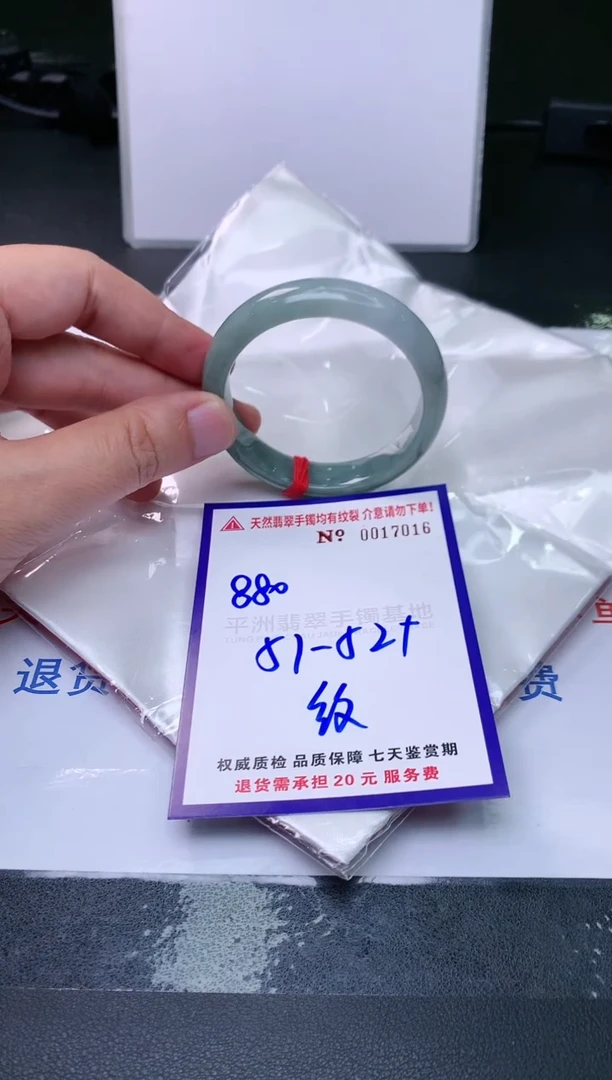 天然翡翠手镯均有纹裂 介意请勿下单!
Nº 0017016
880
平洲翡翠手镯基地
51-52+
纹
权威质检 品质保障 七天鉴赏期
退货需承担 20 元 服务费
退货
费